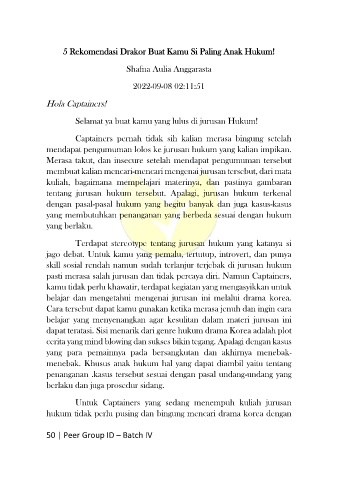 5 Rekomendasi Drakor Buat Kamu Si Paling Anak Hukum!
Shafna Aulia Anggarasta
2022-09-08 02:11:51
Hola Captainers!
Selamat ya buat kamu yang lulus di jurusan Hukum!
Captainers pernah tidak sih kalian merasa bingung setelah
mendapat pengumuman lolos ke jurusan hukum yang kalian impikan.
Merasa takut, dan insecure setelah mendapat pengumuman tersebut
membuat kalian mencari-mencari mengenai jurusan tersebut, dari mata
kuliah, bagaimana mempelajari materinya, dan pastinya gambaran
tentang jurusan hukum tersebut. Apalagi, jurusan hukum terkenal
dengan pasal-pasal hukum yang begitu banyak dan juga kasus-kasus
yang membutuhkan penanganan yang berbeda sesuai dengan hukum
yang berlaku.
Terdapat stereotype tentang jurusan hukum yang katanya si
jago debat. Untuk kamu yang pemalu, tertutup, introvert, dan punya
skill sosial rendah namun sudah terlanjur terjebak di jurusan hukum
pasti merasa salah jurusan dan tidak percaya diri. Namun Captainers,
kamu tidak perlu khawatir, terdapat kegiatan yang mengasyikkan untuk
belajar dan mengetahui mengenai jurusan ini melalui drama korea.
Cara tersebut dapat kamu gunakan ketika merasa jenuh dan ingin cara
belajar yang menyenangkan agar kesulitan dalam materi jurusan ini
dapat teratasi. Sisi menarik dari genre hukum drama Korea adalah plot
cerita yang mind blowing dan sukses bikin tegang. Apalagi dengan kasus
yang para pemainnya pada bersangkutan dan akhirnya menebak-
menebak. Khusus anak hukum hal yang dapat diambil yaitu tentang
penanganan .kasus tersebut sesuai dengan pasal undang-undang yang
berlaku dan juga prosedur sidang.
Untuk Captainers yang sedang menempuh kuliah jurusan
hukum tidak perlu pusing dan bingung mencari drama korea dengan
50 | Peer Group ID – Batch IV